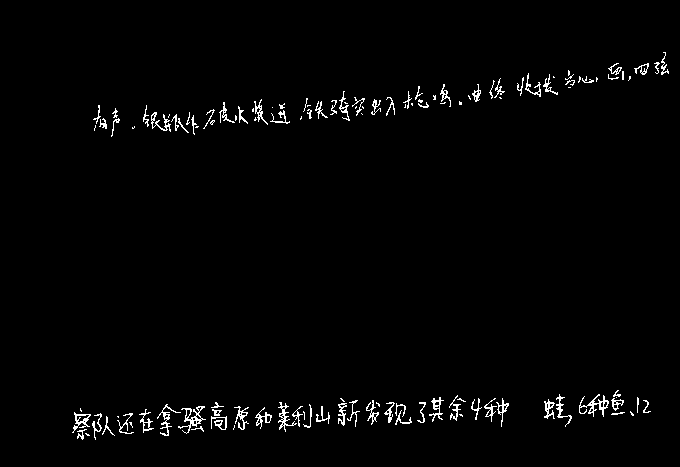 有声。银瓶乍破水浆迸,铁骑突出入枪鸣。曲终收拨当心画,四弦
察队还在拿骚高原和莱利山新发现了其余4种 蛙,6种鱼、12